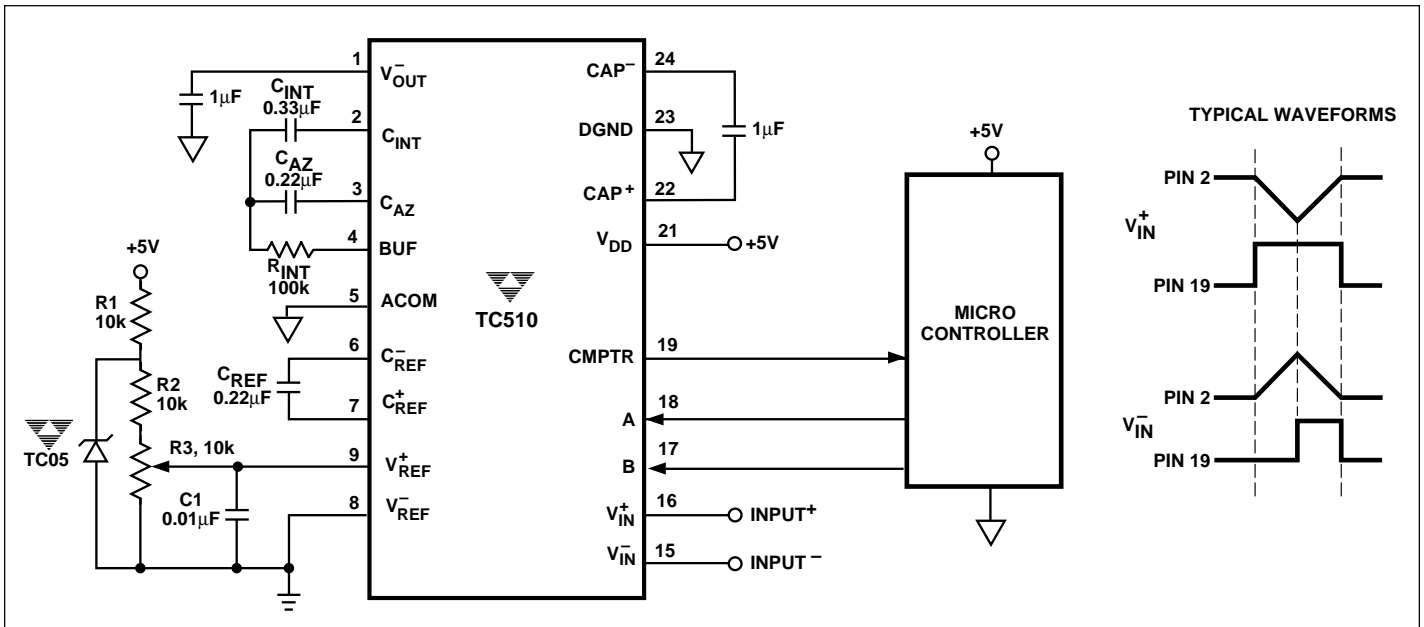 1
V⁻OUT
1µF
CINT
0.33µF
2
CINT
CAZ
0.22µF
3
CAZ
4
BUF
RINT
100k
5
ACOM
+5V
R1
10k
R2
10k
R3, 10k
TC05
6
C⁻REF
CREF
0.22µF
7
C⁺REF
9
V⁺REF
C1
0.01µF
8
V⁻REF
TC510
CAP⁻
24
DGND
23
1µF
CAP⁺
22
VDD
21
+5V
CMPTR
19
A
18
B
17
V⁺IN
16
INPUT⁺
V⁻IN
15
INPUT⁻
+5V
MICRO
CONTROLLER
TYPICAL WAVEFORMS
PIN 2
V⁺IN
PIN 19
PIN 2
V⁻IN
PIN 19